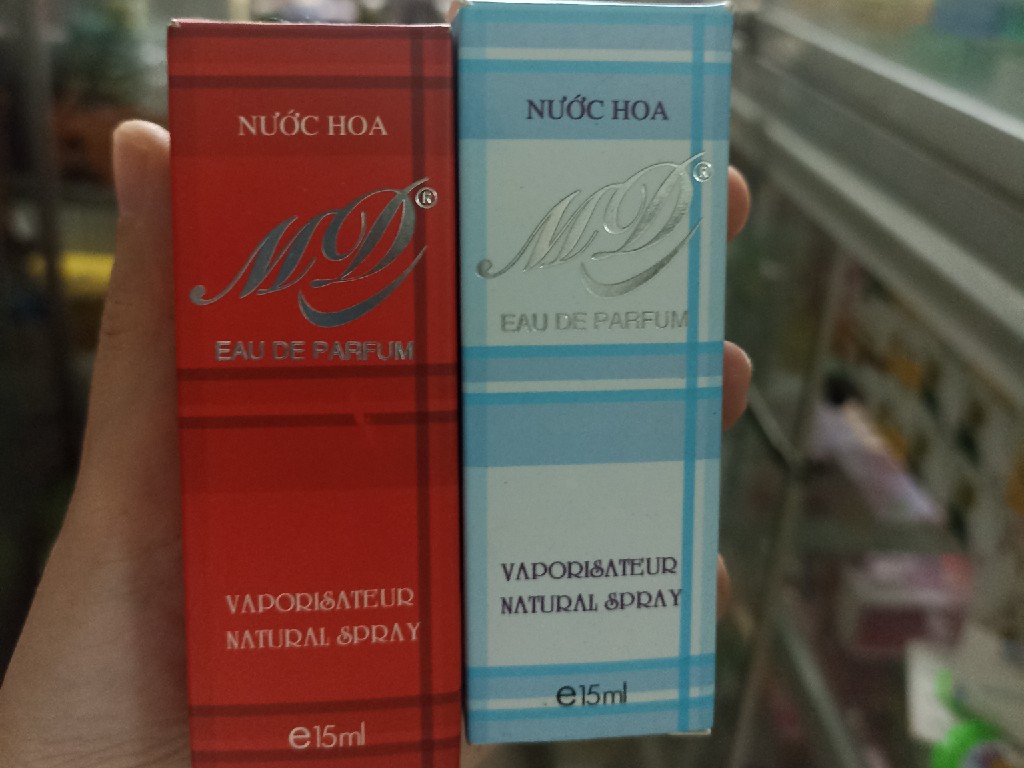 NƯỚC HOA
MD®
EAU DE PARFUM
VAPORISATEUR
NATURAL SPRAY
e15ml
NƯỚC HOA
MD®
EAU DE PARFUM
VAPORISATEUR
NATURAL SPRAY
e15ml